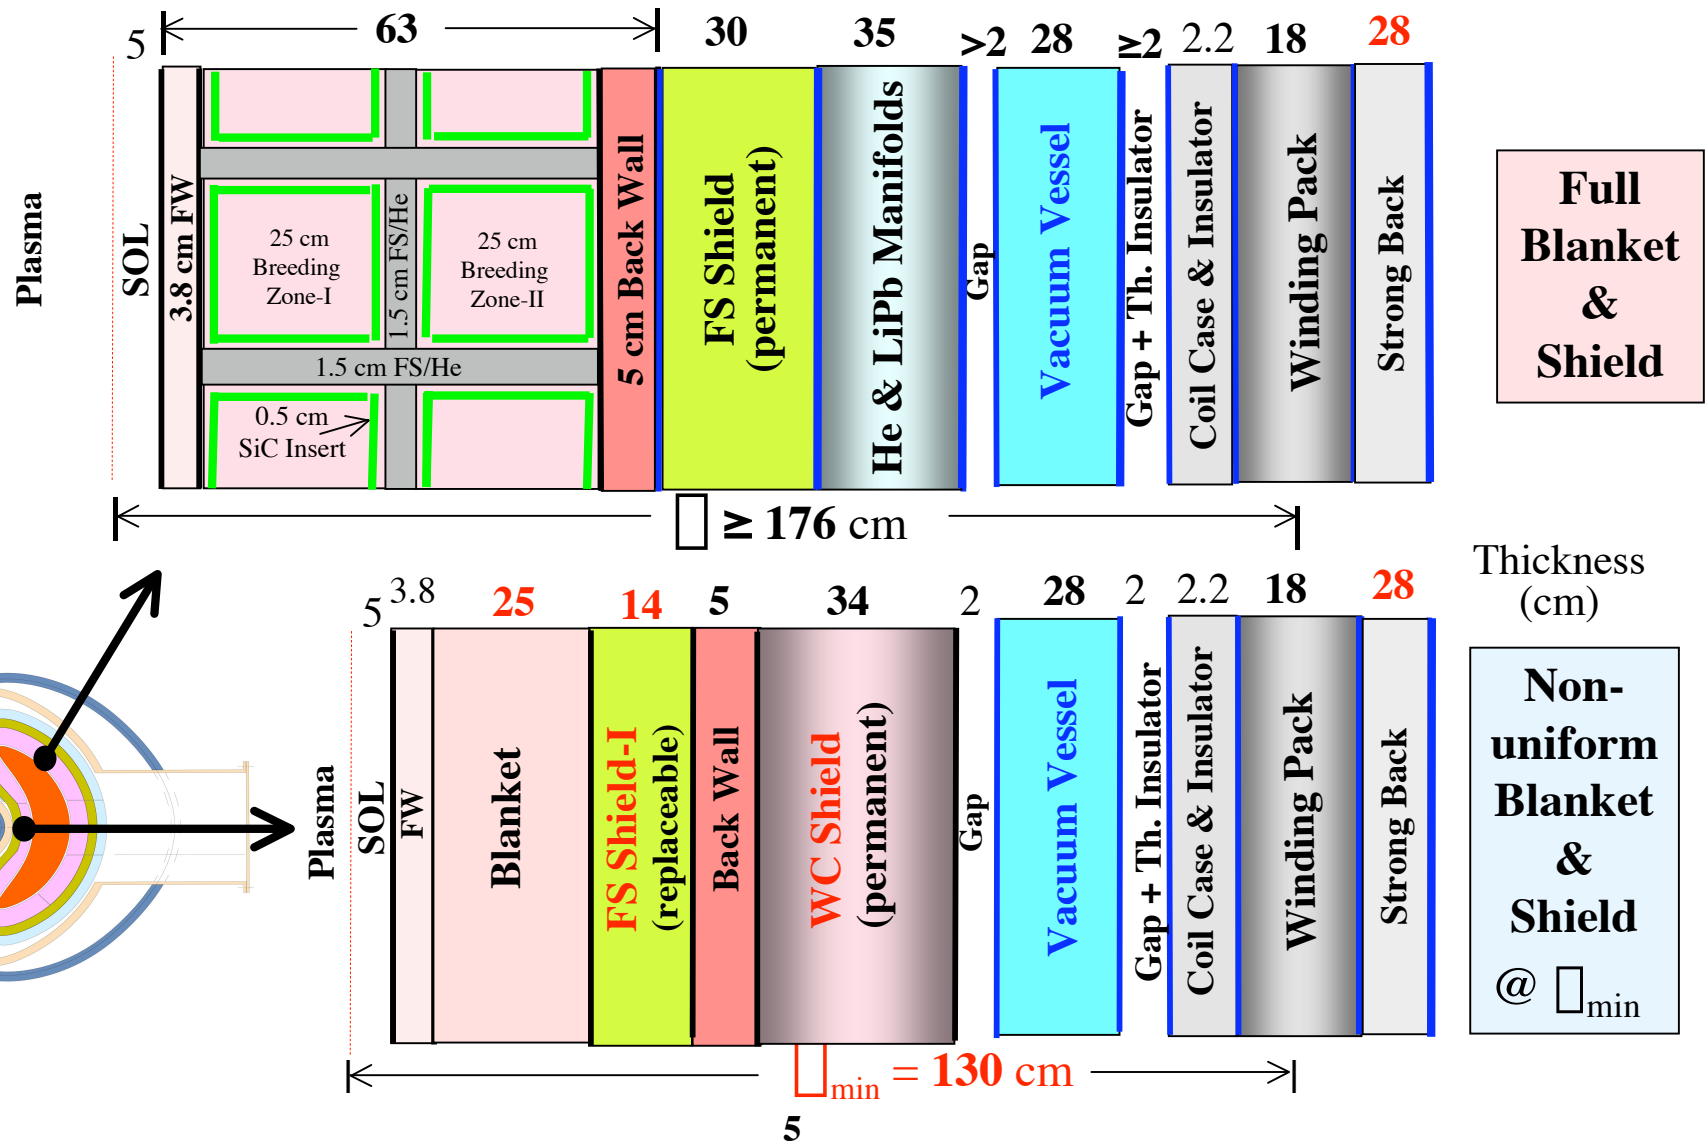 5
63
30
35
>2
28
≥2
2.2
18
28
Plasma
SOL
3.8 cm FW
25 cm
Breeding
Zone-I
1.5 cm FS/He
25 cm
Breeding
Zone-II
1.5 cm FS/He
0.5 cm
SiC Insert
5 cm Back Wall
FS Shield
(permanent)
He & LiPb Manifolds
Gap
Vacuum Vessel
Gap + Th. Insulator
Coil Case & Insulator
Winding Pack
Strong Back
Full
Blanket
&
Shield
≥ 176 cm
Thickness
(cm)
5
3.8
25
14
5
34
2
28
2
2.2
18
28
Plasma
SOL
FW
Blanket
FS Shield-I
(replaceable)
Back Wall
WC Shield
(permanent)
Gap
Vacuum Vessel
Gap + Th. Insulator
Coil Case & Insulator
Winding Pack
Strong Back
Non-
uniform
Blanket
&
Shield
@ □min
□min = 130 cm
5